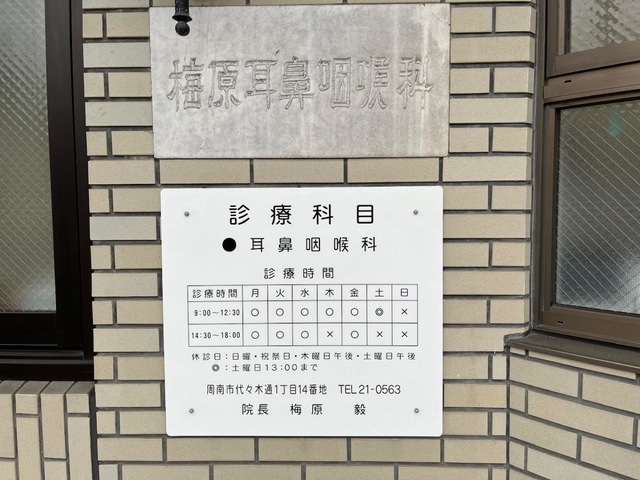 梅原耳鼻咽喉科
診療科目
●耳鼻咽喉科
診療時間
診療時間 月 火 水 木 金 土 日
9:00〜12:30 ○ ○ ○ ○ ○ ◎ ×
14:30〜18:00 ○ ○ ○ × ○ × ×
休診日：日曜・祝祭日・木曜日午後・土曜日午後
◎：土曜日13:00まで
周南市代々木通1丁目14番地 TEL21-0563
院長 梅原 毅